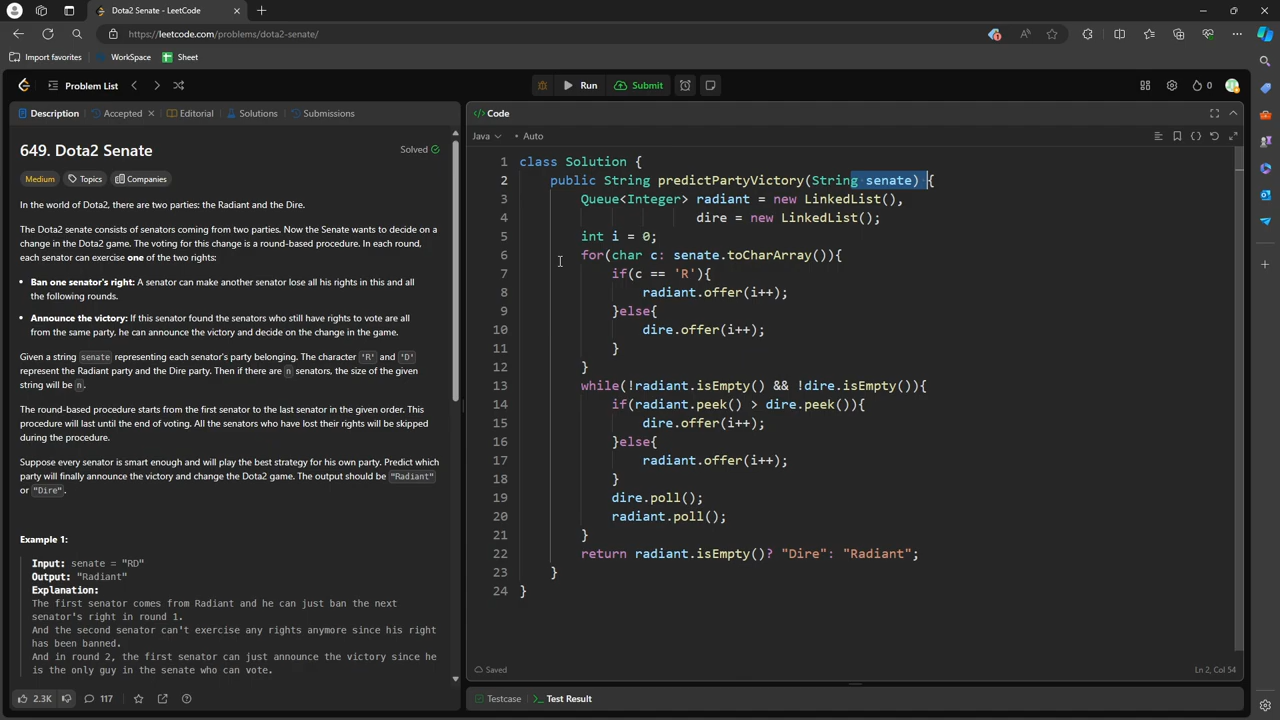 Dota2 Senate - LeetCode
https://leetcode.com/problems/dota2-senate/
Import favorites WorkSpace Sheet
Problem List Run Submit 0
Description Accepted Editorial Solutions Submissions
649. Dota2 Senate Solved
Medium Topics Companies
In the world of Dota2, there are two parties: the Radiant and the Dire.
The Dota2 senate consists of senators coming from two parties. Now the Senate wants to decide on a
change in the Dota2 game. The voting for this change is a round-based procedure. In each round,
each senator can exercise one of the two rights:
• Ban one senator's right: A senator can make another senator lose all his rights in this and all
the following rounds.
• Announce the victory: If this senator found the senators who still have rights to vote are all
from the same party, he can announce the victory and decide on the change in the game.
Given a string senate representing each senator's party belonging. The character 'R' and 'D'
represent the Radiant party and the Dire party. Then if there are n senators, the size of the given
string will be n.
The round-based procedure starts from the first senator to the last senator in the given order. This
procedure will last until the end of voting. All the senators who have lost their rights will be skipped
during the procedure.
Suppose every senator is smart enough and will play the best strategy for his own party. Predict which
party will finally announce the victory and change the Dota2 game. The output should be "Radiant"
or "Dire".
Example 1:
Input: senate = "RD"
Output: "Radiant"
Explanation:
The first senator comes from Radiant and he can just ban the next
senator's right in round 1.
And the second senator can't exercise any rights anymore since his right
has been banned.
And in round 2, the first senator can just announce the victory since he
is the only guy in the senate who can vote.
2.3K 117
</> Code
Java • Auto
1 class Solution {
2 public String predictPartyVictory(String senate) {
3 Queue<Integer> radiant = new LinkedList(),
4 dire = new LinkedList();
5 int i = 0;
6 for(char c: senate.toCharArray()){
7 if(c == 'R'){
8 radiant.offer(i++);
9 }else{
10 dire.offer(i++);
11 }
12 }
13 while(!radiant.isEmpty() && !dire.isEmpty()){
14 if(radiant.peek() > dire.peek()){
15 dire.offer(i++);
16 }else{
17 radiant.offer(i++);
18 }
19 dire.poll();
20 radiant.poll();
21 }
22 return radiant.isEmpty()? "Dire": "Radiant";
23 }
24 }
Saved Ln 2, Col 54
Testcase >_ Test Result